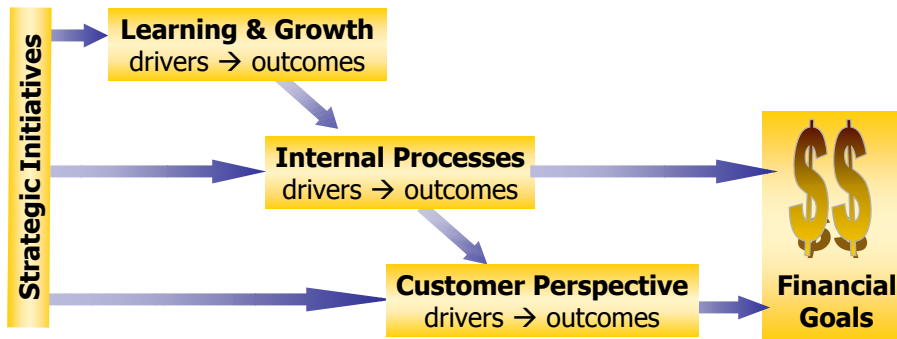 Strategic Initiatives
Learning & Growth
drivers → outcomes
Internal Processes
drivers → outcomes
Customer Perspective
drivers → outcomes
$$
Financial
Goals